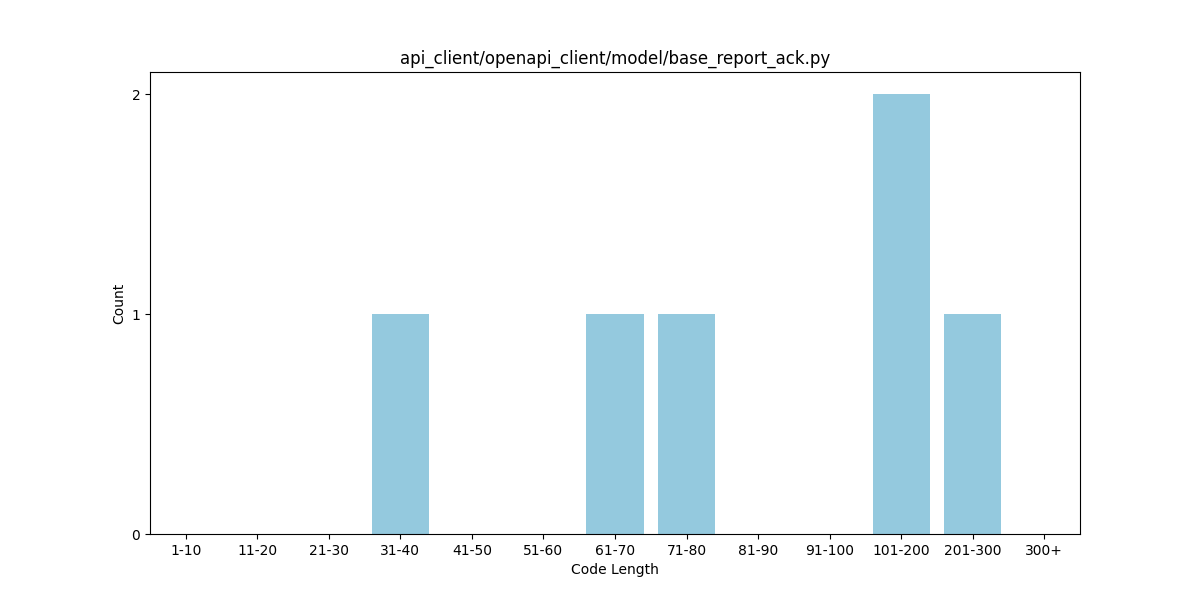 api_client/openapi_client/model/base_report_ack.py
Count
2
1
0
1-10 11-20 21-30 31-40 41-50 51-60 61-70 71-80 81-90 91-100 101-200 201-300 300+
Code Length